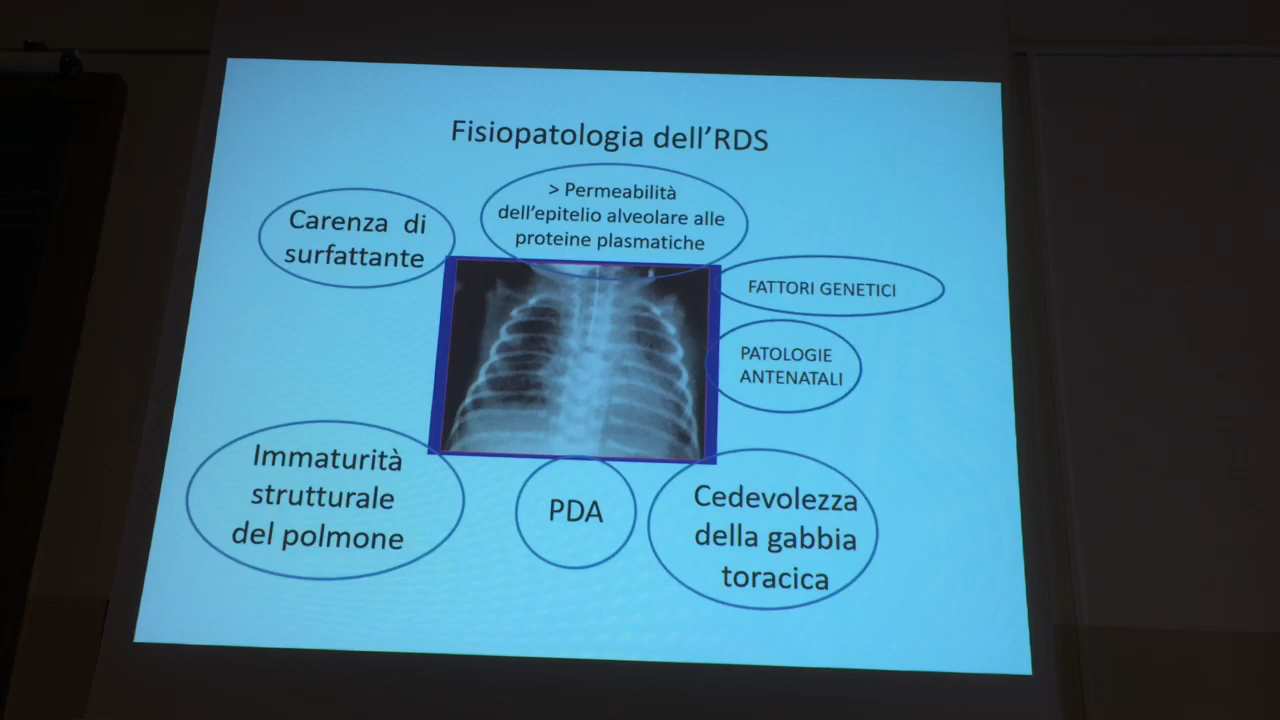 Fisiopatologia dell'RDS
Carenza di
surfattante
> Permeabilità
dell'epitelio alveolare alle
proteine plasmatiche
FATTORI GENETICI
PATOLOGIE
ANTENATALI
Immaturità
strutturale
del polmone
PDA
Cedevolezza
della gabbia
toracica